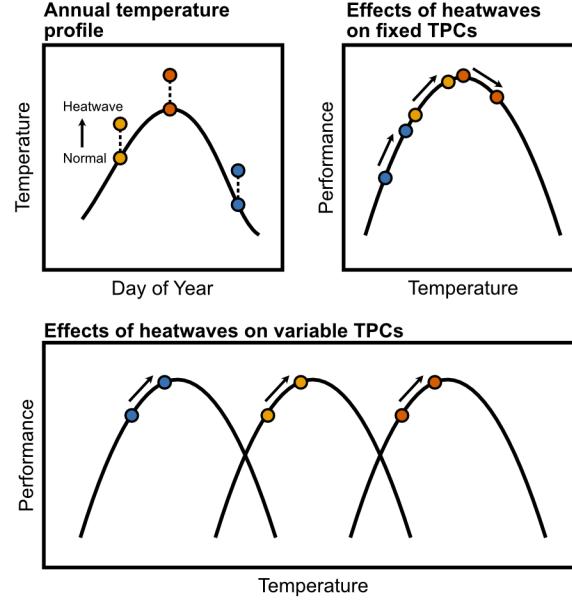 Annual temperature
profile
Temperature
Heatwave
Normal
Day of Year
Effects of heatwaves
on fixed TPCs
Performance
Temperature
Effects of heatwaves on variable TPCs
Performance
Temperature